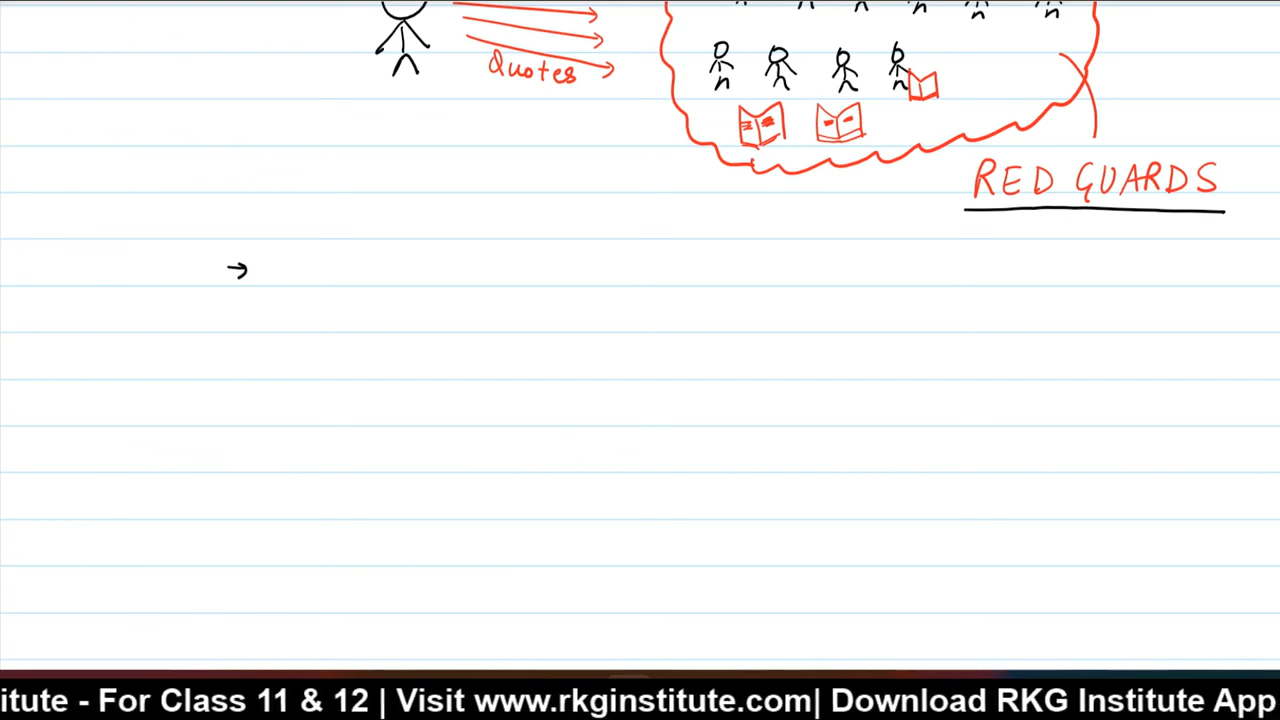 Quotes
RED GUARDS
→
itute - For Class 11 & 12 | Visit www.rkginstitute.com| Download RKG Institute App